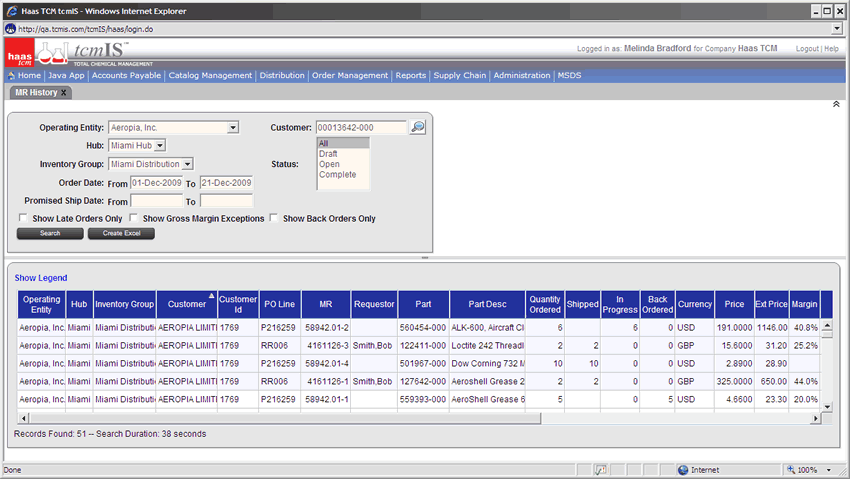 Haas TCM tcmIS - Windows Internet Explorer
http://qa.tcmis.com/tcmIS/haas/login.do
haas tcm tcmIS™ TOTAL CHEMICAL MANAGEMENT
Logged in as: Melinda Bradford for Company Haas TCM Logout | Help
Home Java App Accounts Payable Catalog Management Distribution Order Management Reports Supply Chain Administration MSDS
MR History x
Operating Entity: Aeropia, Inc. Customer: 00013642-000
Hub: Miami Hub
Inventory Group: Miami Distribution Status: All Draft Open Complete
Order Date: From 01-Dec-2009 To 21-Dec-2009
Promised Ship Date: From To
Show Late Orders Only Show Gross Margin Exceptions Show Back Orders Only
Search Create Excel
Show Legend
Operating Entity Hub Inventory Group Customer Customer Id PO Line MR Requestor Part Part Desc Quantity Ordered Shipped In Progress Back Ordered Currency Price Ext Price Margin
Aeropia, Inc. Miami Distributi AEROPIA LIMITI 1769 P216259 58942.01-2 560454-000 ALK-600, Aircraft Cl 6 6 0 USD 191.0000 1146.00 40.8%
Aeropia, Inc. Miami Distributi AEROPIA LIMITI 1769 RR006 4161126-3 Smith,Bob 122411-000 Loctite 242 Threadl 2 2 0 0 GBP 15.6000 31.20 25.2%
Aeropia, Inc. Miami Distributi AEROPIA LIMITI 1769 P216259 58942.01-4 501967-000 Dow Corning 732 M 10 10 0 0 USD 2.8900 28.90
Aeropia, Inc. Miami Distributi AEROPIA LIMITI 1769 RR006 4161126-1 Smith,Bob 127642-000 Aeroshell Grease 2 2 2 0 0 GBP 325.0000 650.00 44.0%
Aeropia, Inc. Miami Distributi AEROPIA LIMITI 1769 P216259 58942.01-1 559393-000 AeroShell Grease 6 5 0 5 USD 4.6600 23.30 20.0%
Records Found: 51 -- Search Duration: 38 seconds
Done Internet 100%